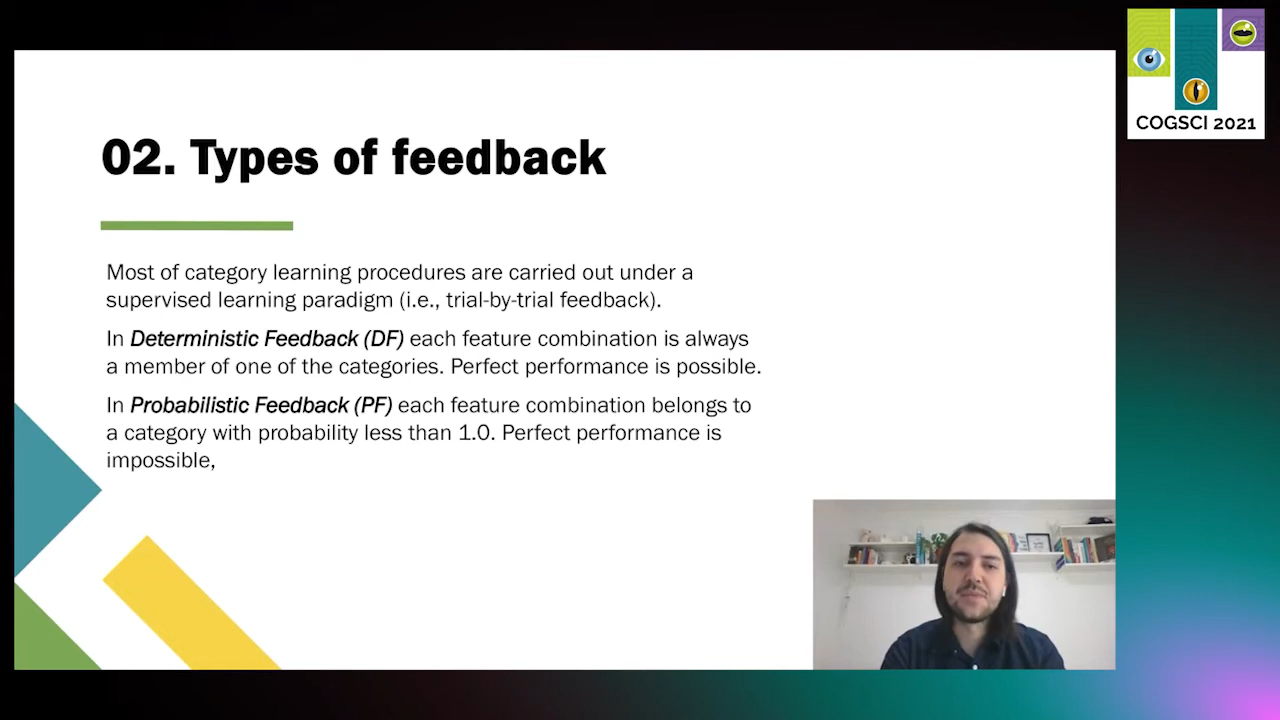 COGSCI 2021
02. Types of feedback
Most of category learning procedures are carried out under a
supervised learning paradigm (i.e., trial-by-trial feedback).
In Deterministic Feedback (DF) each feature combination is always
a member of one of the categories. Perfect performance is possible.
In Probabilistic Feedback (PF) each feature combination belongs to
a category with probability less than 1.0. Perfect performance is
impossible,